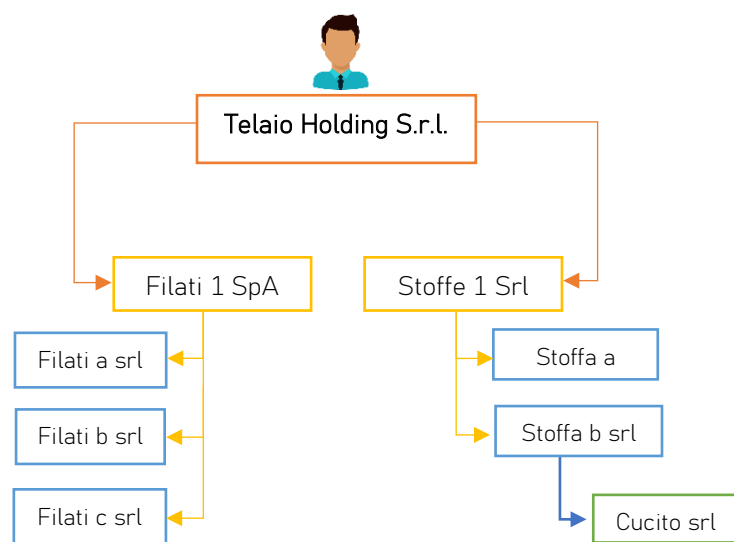 Telaio Holding S.r.l.
Filati 1 SpA
Stoffe 1 Srl
Filati a srl
Stoffa a
Filati b srl
Stoffa b srl
Filati c srl
Cucito srl